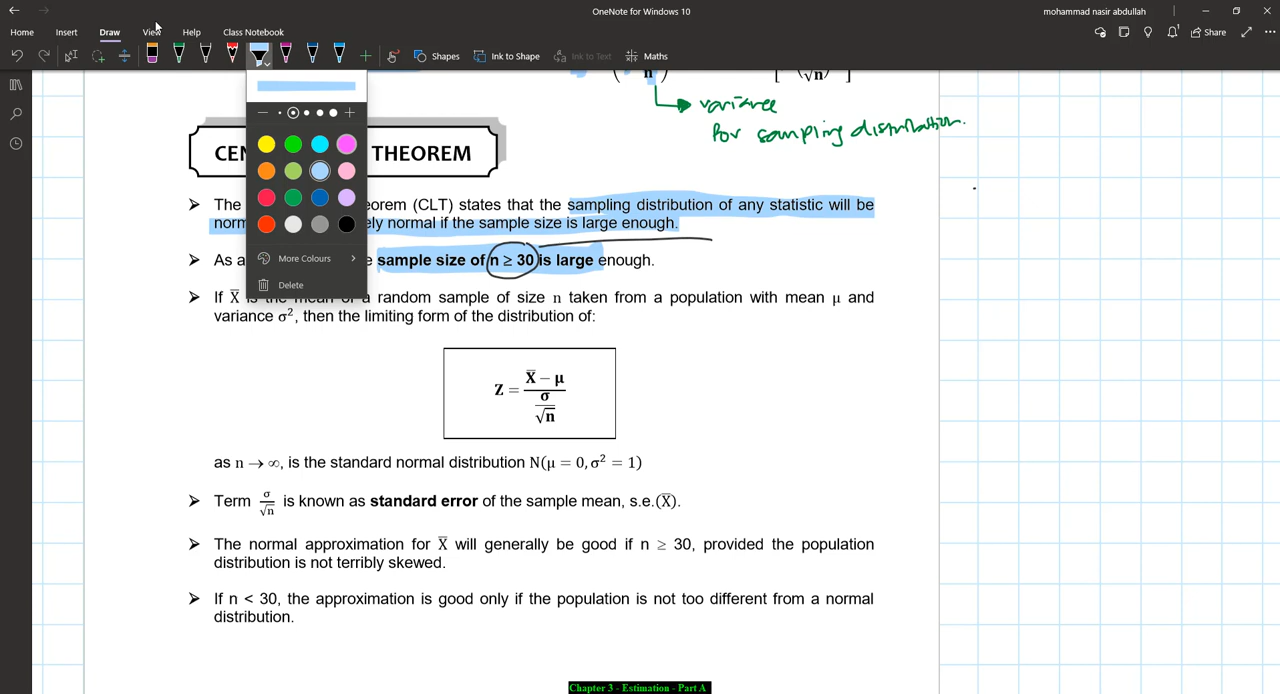 OneNote for Windows 10
mohammad nasir abdullah
Home Insert Draw View Help Class Notebook
Share
Shapes Ink to Shape Ink to Text Maths
n
(√n)
variance
for sampling distribution.
CEN THEOREM
The eorem (CLT) states that the sampling distribution of any statistic will be
norm ely normal if the sample size is large enough.
As a e sample size of n ≥ 30 is large enough.
More Colours
Delete
If X̅ is the mean of a random sample of size n taken from a population with mean μ and
variance σ², then the limiting form of the distribution of:
Z = X̅ − μ
σ
√n
as n → ∞, is the standard normal distribution N(μ = 0, σ² = 1)
Term σ/√n is known as standard error of the sample mean, s.e.(X̅).
The normal approximation for X̅ will generally be good if n ≥ 30, provided the population
distribution is not terribly skewed.
If n < 30, the approximation is good only if the population is not too different from a normal
distribution.
Chapter 3 - Estimation - Part A